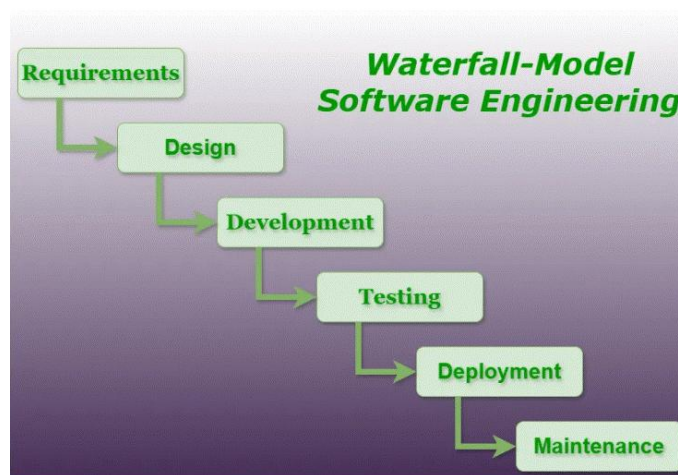 Requirements
Waterfall-Model
Software Engineering
Design
Development
Testing
Deployment
Maintenance